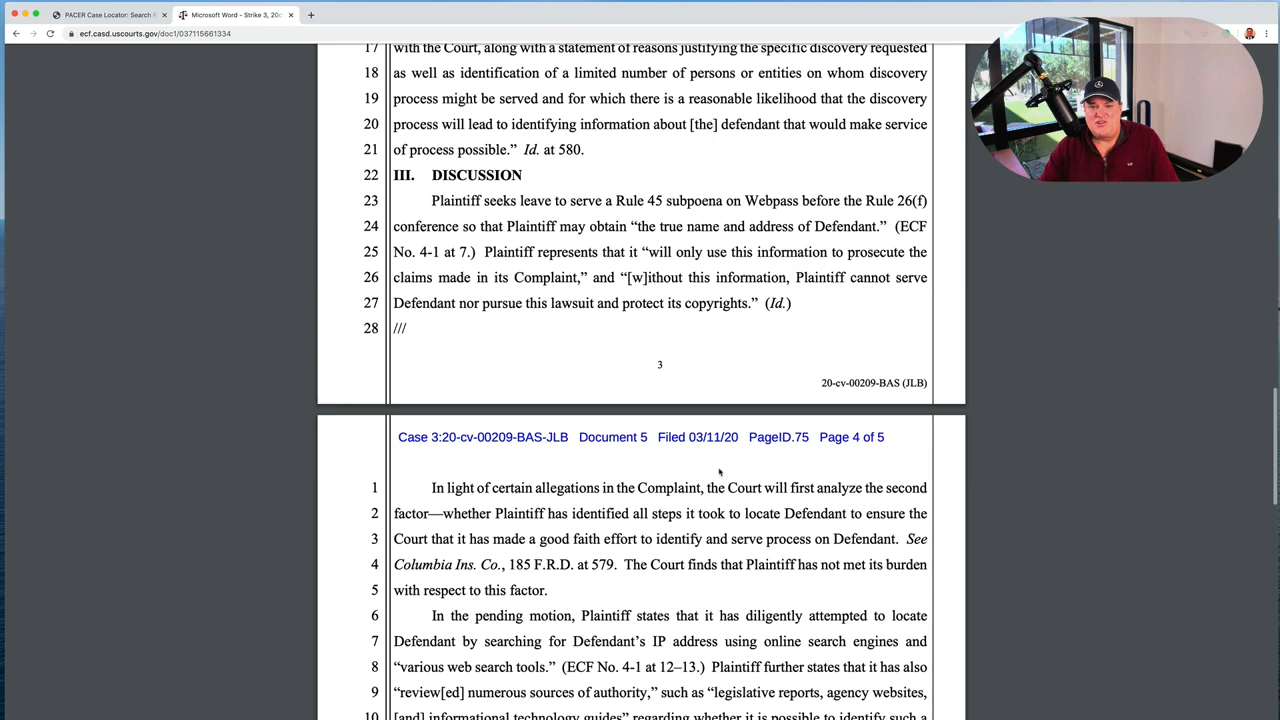 PACER Case Locator: Search
Microsoft Word - Strike 3, 20c
ecf.casd.uscourts.gov/doc1/037115661334
17 with the Court, along with a statement of reasons justifying the specific discovery requested
18 as well as identification of a limited number of persons or entities on whom discovery
19 process might be served and for which there is a reasonable likelihood that the discovery
20 process will lead to identifying information about [the] defendant that would make service
21 of process possible.” Id. at 580.
22 III. DISCUSSION
23 Plaintiff seeks leave to serve a Rule 45 subpoena on Webpass before the Rule 26(f)
24 conference so that Plaintiff may obtain “the true name and address of Defendant.” (ECF
25 No. 4-1 at 7.) Plaintiff represents that it “will only use this information to prosecute the
26 claims made in its Complaint,” and “[w]ithout this information, Plaintiff cannot serve
27 Defendant nor pursue this lawsuit and protect its copyrights.” (Id.)
28 ///
3
20-cv-00209-BAS (JLB)
Case 3:20-cv-00209-BAS-JLB Document 5 Filed 03/11/20 PageID.75 Page 4 of 5
1 In light of certain allegations in the Complaint, the Court will first analyze the second
2 factor—whether Plaintiff has identified all steps it took to locate Defendant to ensure the
3 Court that it has made a good faith effort to identify and serve process on Defendant. See
4 Columbia Ins. Co., 185 F.R.D. at 579. The Court finds that Plaintiff has not met its burden
5 with respect to this factor.
6 In the pending motion, Plaintiff states that it has diligently attempted to locate
7 Defendant by searching for Defendant’s IP address using online search engines and
8 “various web search tools.” (ECF No. 4-1 at 12–13.) Plaintiff further states that it has also
9 “review[ed] numerous sources of authority,” such as “legislative reports, agency websites,
10 [and] informational technology guides” regarding whether it is possible to identify such a